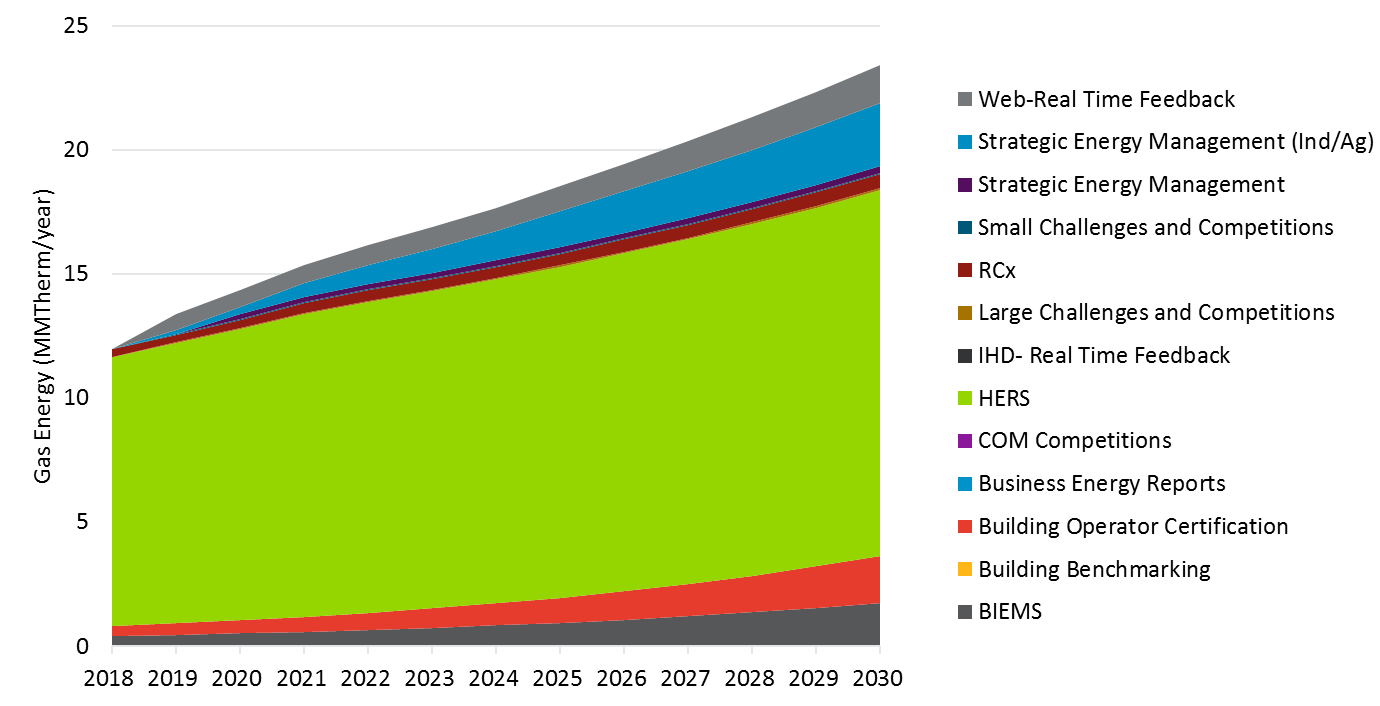 25
20
15
10
5
0
Gas Energy (MMTherm/year)
2018 2019 2020 2021 2022 2023 2024 2025 2026 2027 2028 2029 2030
Web-Real Time Feedback
Strategic Energy Management (Ind/Ag)
Strategic Energy Management
Small Challenges and Competitions
RCx
Large Challenges and Competitions
IHD- Real Time Feedback
HERS
COM Competitions
Business Energy Reports
Building Operator Certification
Building Benchmarking
BIEMS